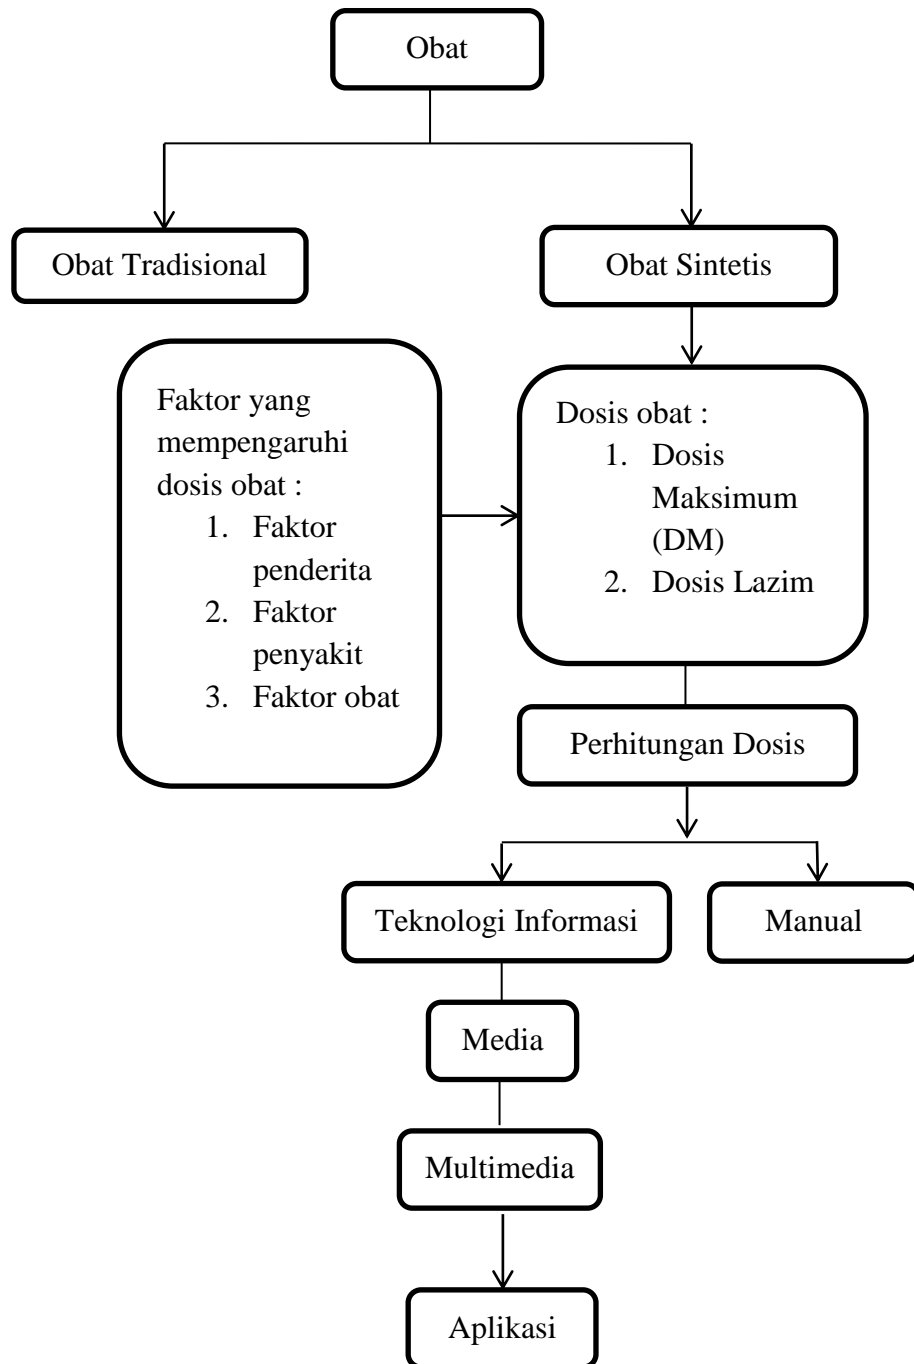 Obat
Obat Tradisional
Obat Sintetis
Faktor yang
mempengaruhi
dosis obat :
1. Faktor
penderita
2. Faktor
penyakit
3. Faktor obat
Dosis obat :
1. Dosis
Maksimum
(DM)
2. Dosis Lazim
Perhitungan Dosis
Teknologi Informasi
Manual
Media
Multimedia
Aplikasi